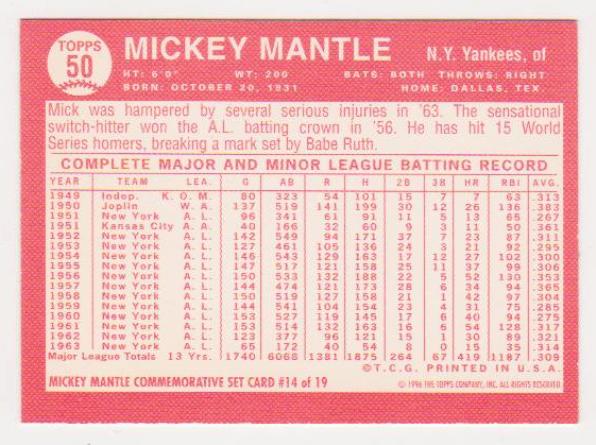 TOPPS
50
MICKEY MANTLE
N.Y. Yankees, of
HT: 6'0" WT: 200 BATS: BOTH THROWS: RIGHT
BORN: OCTOBER 20, 1931 HOME: DALLAS, TEX
Mick was hampered by several serious injuries in '63. The sensational
switch-hitter won the A.L. batting crown in '56. He has hit 15 World
Series homers, breaking a mark set by Babe Ruth.
COMPLETE MAJOR AND MINOR LEAGUE BATTING RECORD
YEAR TEAM LEA. G AB R H 2B 3B HR RBI AVG.
1949 Indep. K. O. M. 80 323 54 101 15 7 7 63 .313
1950 Joplin W. A. 137 519 141 199 30 12 26 136 .383
1951 New York A. L. 96 341 61 91 11 5 13 65 .267
1951 Kansas City A. A. 40 166 32 60 9 3 11 50 .361
1952 New York A. L. 142 549 94 171 37 7 23 87 .311
1953 New York A. L. 127 461 105 136 24 3 21 92 .295
1954 New York A. L. 146 543 129 163 17 12 27 102 .300
1955 New York A. L. 147 517 121 158 25 11 37 99 .306
1956 New York A. L. 150 533 132 188 22 5 52 130 .353
1957 New York A. L. 144 474 121 173 28 6 34 94 .365
1958 New York A. L. 150 519 127 158 21 1 42 97 .304
1959 New York A. L. 144 541 104 154 23 4 31 75 .285
1960 New York A. L. 153 527 119 145 17 6 40 94 .275
1961 New York A. L. 153 514 132 163 16 6 54 128 .317
1962 New York A. L. 123 377 96 121 15 1 30 89 .321
1963 New York A. L. 65 172 40 54 8 0 15 35 .314
Major League Totals 13 Yrs. 1740 6068 1381 1875 264 67 419 1187 .309
©T.C.G. PRINTED IN U.S.A.
MICKEY MANTLE COMMEMORATIVE SET CARD #14 of 19
© 1996 THE TOPPS COMPANY, INC. ALL RIGHTS RESERVED